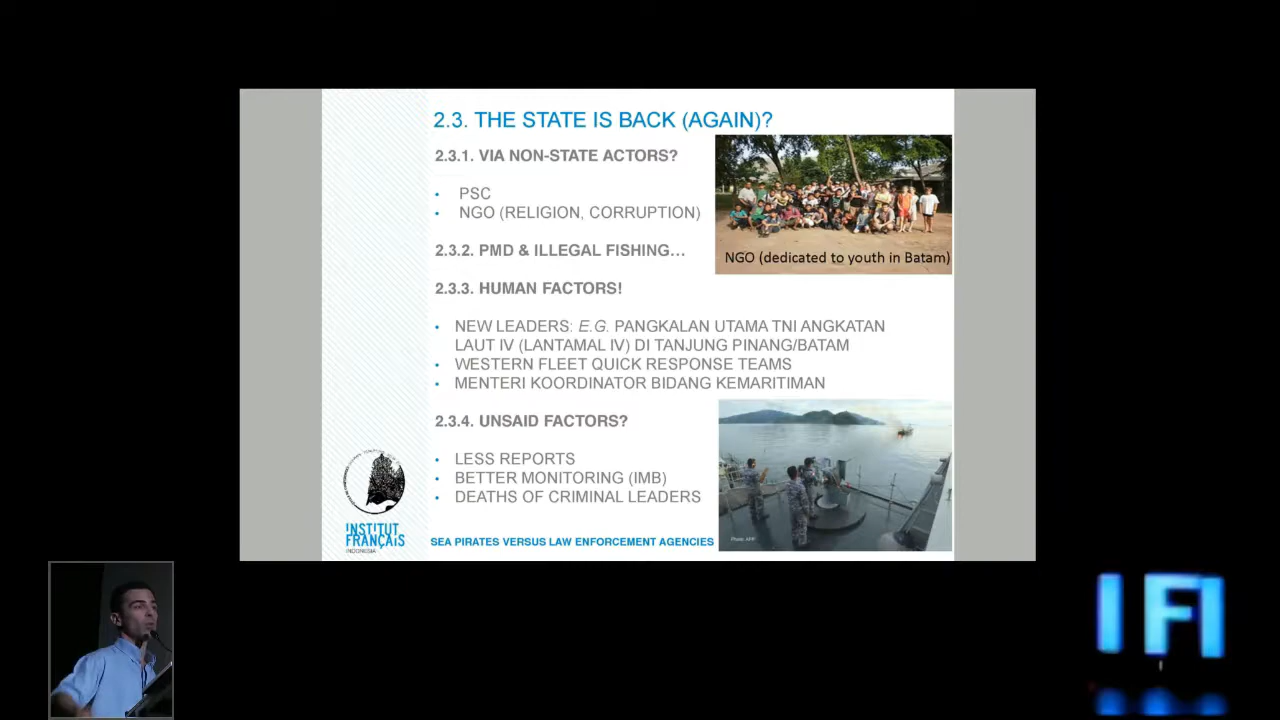 2.3. THE STATE IS BACK (AGAIN)?
2.3.1. VIA NON-STATE ACTORS?
• PSC
• NGO (RELIGION, CORRUPTION)
NGO (dedicated to youth in Batam)
2.3.2. PMD & ILLEGAL FISHING...
2.3.3. HUMAN FACTORS!
• NEW LEADERS: E.G. PANGKALAN UTAMA TNI ANGKATAN
LAUT IV (LANTAMAL IV) DI TANJUNG PINANG/BATAM
• WESTERN FLEET QUICK RESPONSE TEAMS
• MENTERI KOORDINATOR BIDANG KEMARITIMAN
2.3.4. UNSAID FACTORS?
• LESS REPORTS
• BETTER MONITORING (IMB)
• DEATHS OF CRIMINAL LEADERS
Photo: AFP
INSTITUT
FRANÇAIS
INDONESIA
SEA PIRATES VERSUS LAW ENFORCEMENT AGENCIES
IFI